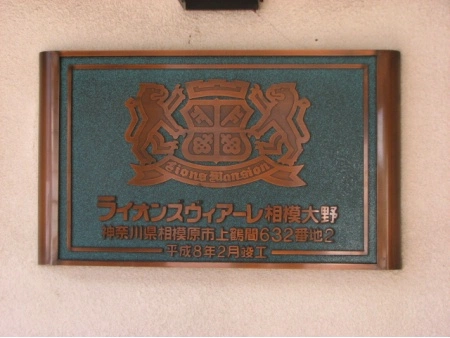 Lions Mansion
ライオンズヴィアーレ相模大野
神奈川県相模原市上鶴間632番地2
平成8年2月竣工